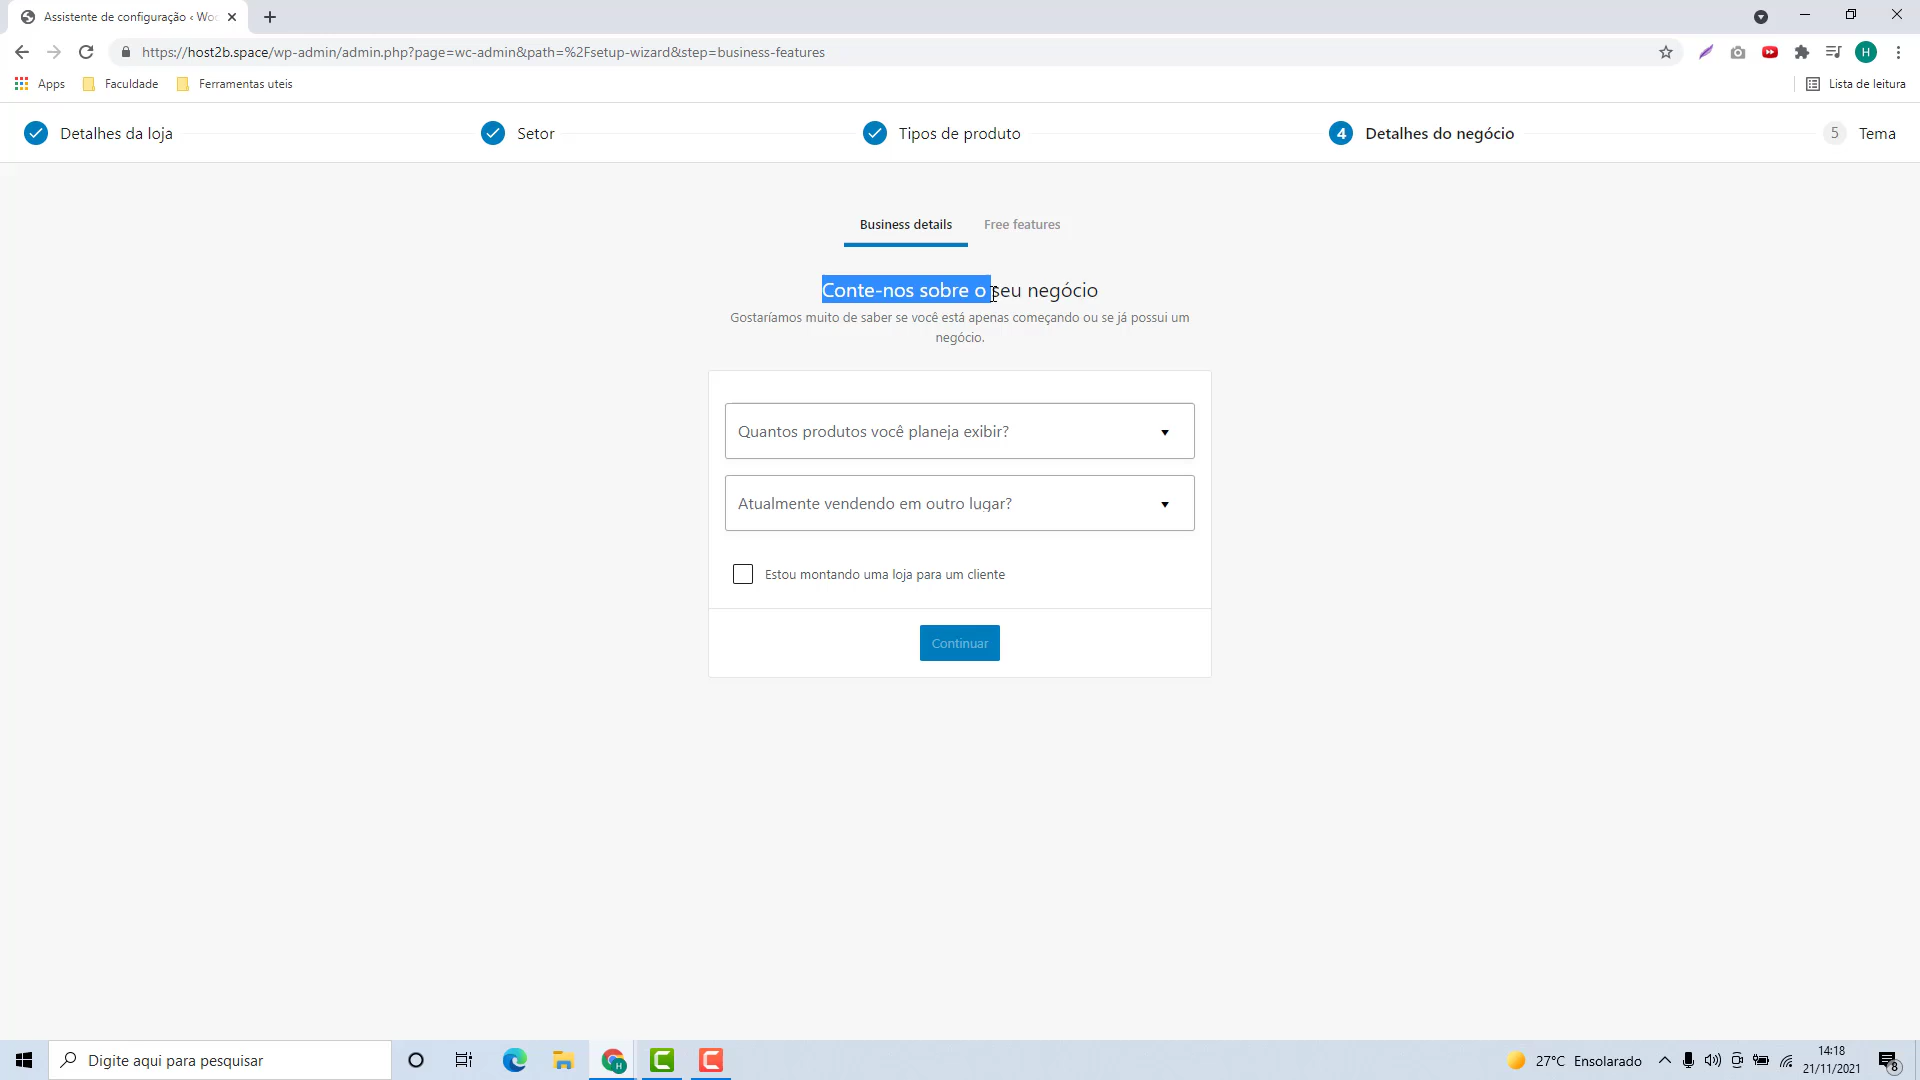 Assistente de configuração ‹ Woo
https://host2b.space/wp-admin/admin.php?page=wc-admin&path=%2Fsetup-wizard&step=business-features
H
Apps
Faculdade
Ferramentas uteis
Lista de leitura
Detalhes da loja
Setor
Tipos de produto
4 Detalhes do negócio
5 Tema
Business details
Free features
Conte-nos sobre o seu negócio
Gostaríamos muito de saber se você está apenas começando ou se já possui um
negócio.
Quantos produtos você planeja exibir?
Atualmente vendendo em outro lugar?
Estou montando uma loja para um cliente
Continuar
Digite aqui para pesquisar
27°C Ensolarado
14:18
21/11/2021
8